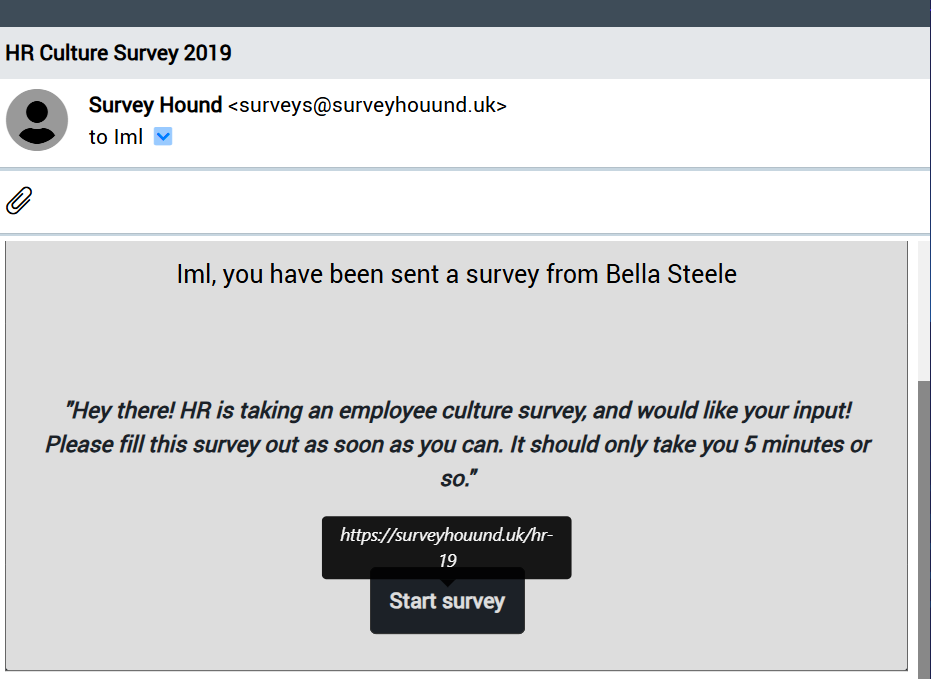 HR Culture Survey 2019
Survey Hound <surveys@surveyhouund.uk>
to Iml
Iml, you have been sent a survey from Bella Steele
"Hey there! HR is taking an employee culture survey, and would like your input!
Please fill this survey out as soon as you can. It should only take you 5 minutes or
so."
https://surveyhouund.uk/hr-
19
Start survey